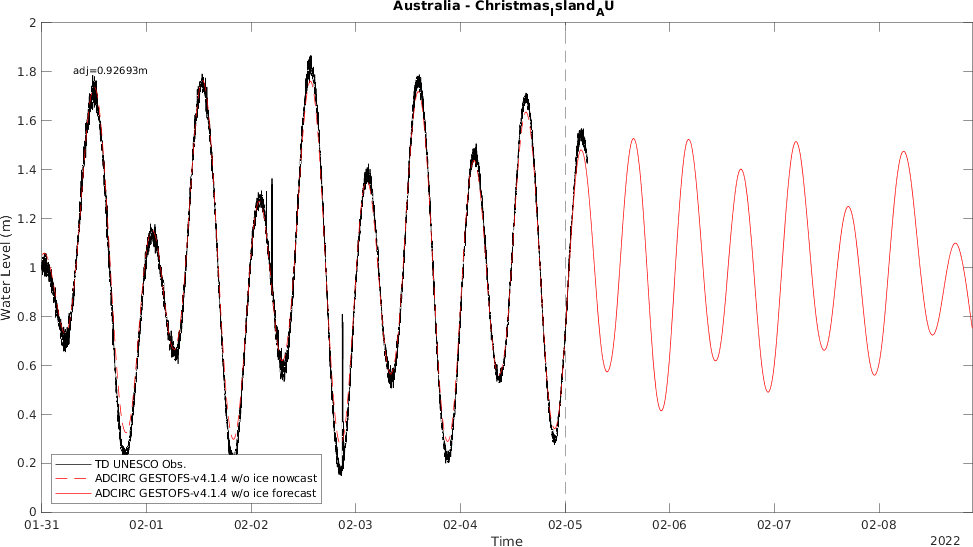 Australia - Christmas_Island_AU
2
1.8
1.6
1.4
1.2
1
0.8
0.6
0.4
0.2
0
Water Level (m)
adj=0.92693m
TD UNESCO Obs.
ADCIRC GESTOFS-v4.1.4 w/o ice nowcast
ADCIRC GESTOFS-v4.1.4 w/o ice forecast
01-31 02-01 02-02 02-03 02-04 02-05 02-06 02-07 02-08
Time
2022